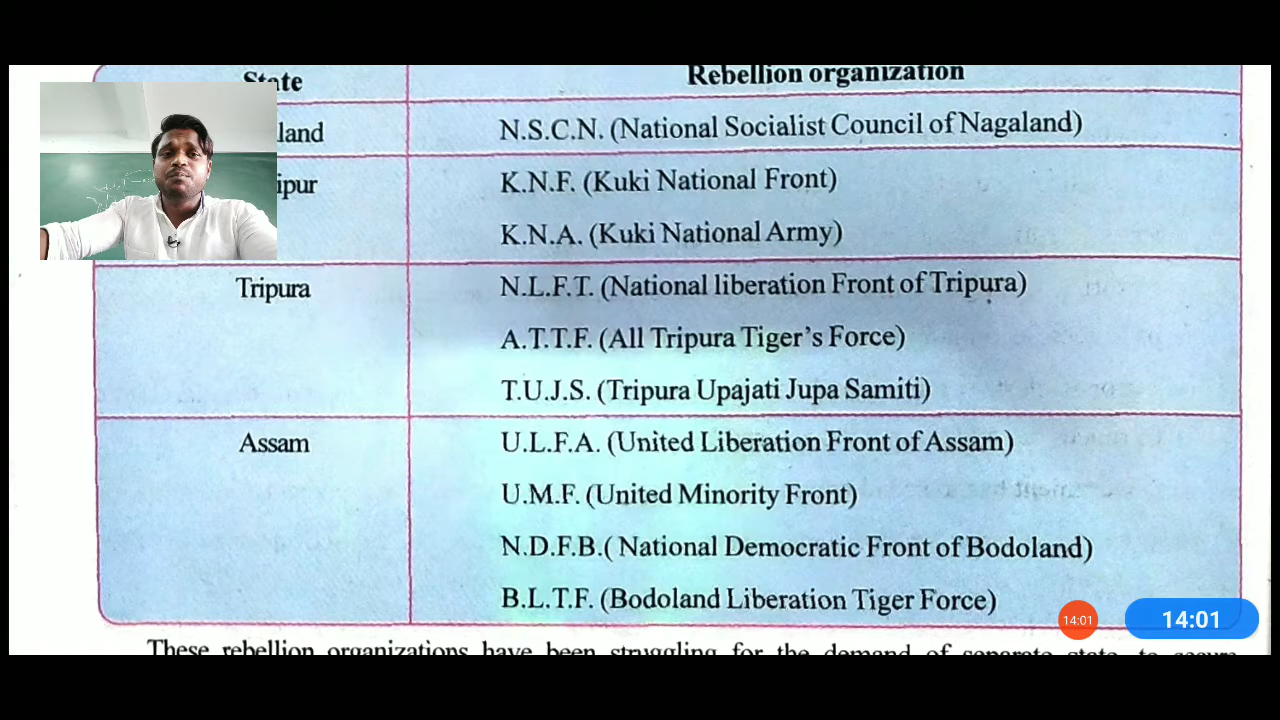 State Rebellion organization
land N.S.C.N. (National Socialist Council of Nagaland)
ipur K.N.F. (Kuki National Front)
K.N.A. (Kuki National Army)
Tripura N.L.F.T. (National liberation Front of Tripura)
A.T.T.F. (All Tripura Tiger's Force)
T.U.J.S. (Tripura Upajati Jupa Samiti)
Assam U.L.F.A. (United Liberation Front of Assam)
U.M.F. (United Minority Front)
N.D.F.B.( National Democratic Front of Bodoland)
B.L.T.F. (Bodoland Liberation Tiger Force)
14:01 14:01
These rebellion organizations have been struggling for the demand of separate state, to secure